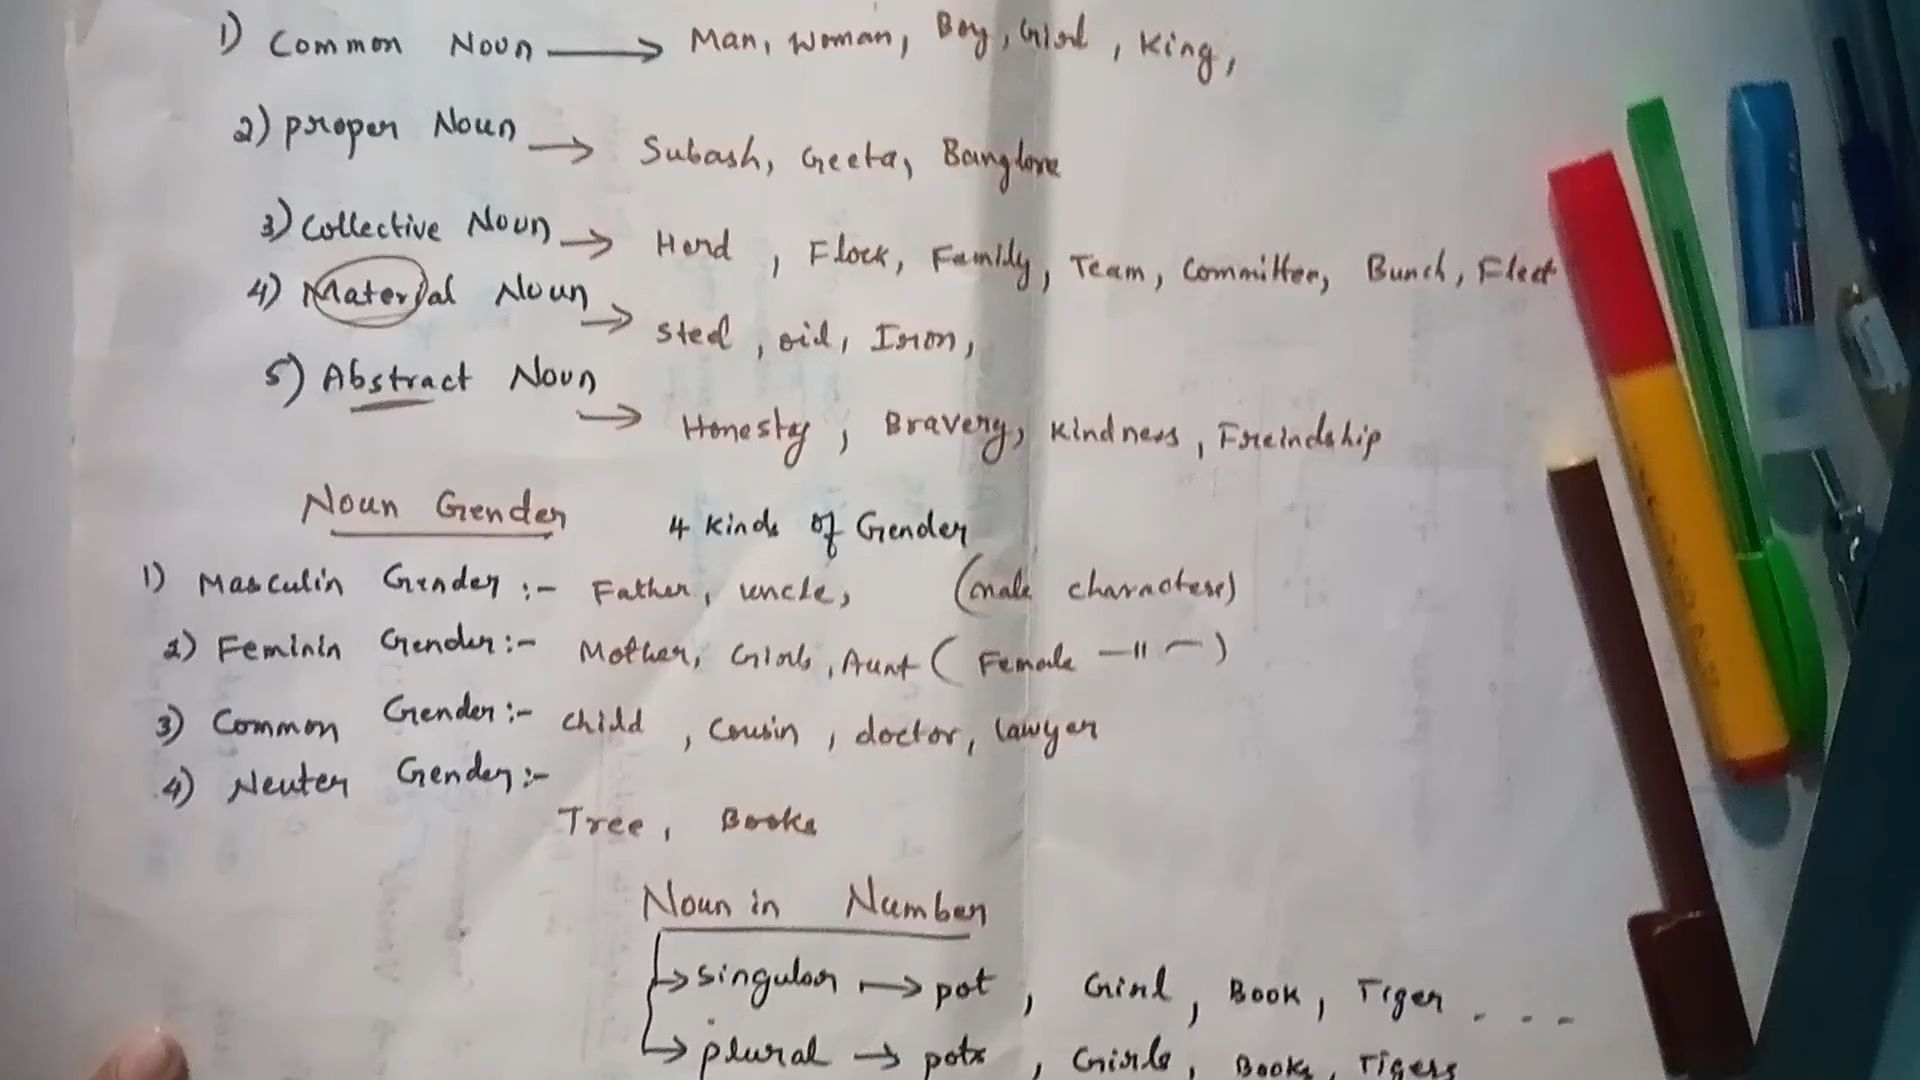 1) Common Noun → Man, Woman, Boy, Girl, King,
2) proper Noun → Subash, Geeta, Banglore
3) Collective Noun → Herd, Flock, Family, Team, Committee, Bunch, Fleet
4) Material Noun → Steel, oil, Iron,
5) Abstract Noun → Honesty, Bravery, Kindness, Freindship
Noun Gender 4 Kinds of Gender
1) Masculin Gender :- Father, uncle, (male characters)
2) Feminin Gender :- Mother, Girls, Aunt (Female —〃—)
3) Common Gender :- child, Cousin, doctor, lawyer
4) Neuter Gender :-
Tree, Books
Noun in Number
→ singular → pot, Girl, Book, Tiger ....
→ plural → pots, Girls, Books, Tigers